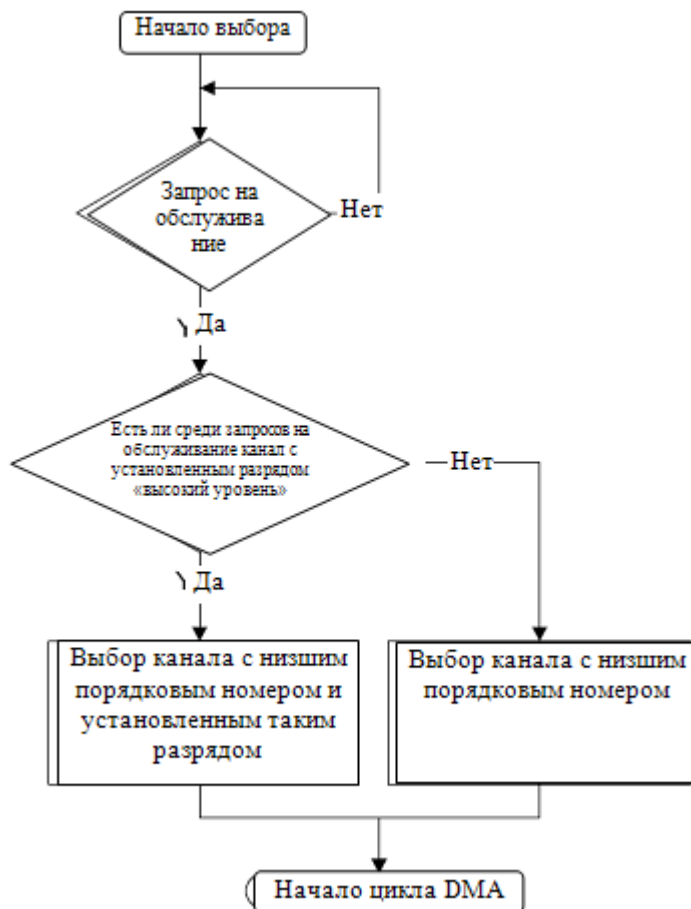 Начало выбора
Запрос на
обслужива
ние
Нет
Да
Есть ли среди запросов на
обслуживание канал с
установленным разрядом
«высокий уровень»
Нет
Да
Выбор канала с низшим
порядковым номером и
установленным таким
разрядом
Выбор канала с низшим
порядковым номером
Начало цикла DMA